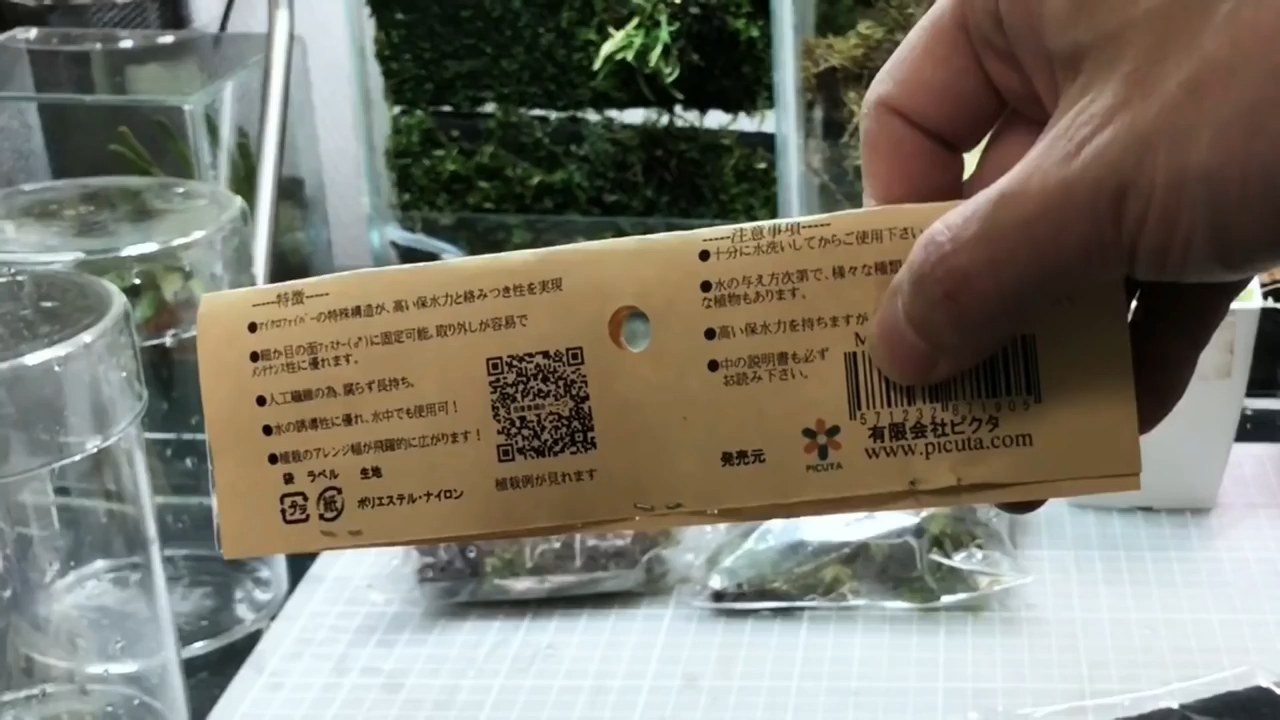 -----特徴-----
●マイクロファイバーの特殊構造が、高い保水力と絡みつき性を実現
●細か目の面ファスナー(♂)に固定可能。取り外しが容易で
メンテナンス性に優れます。
●人工繊維の為、腐らず長持ち。
●水の誘導性に優れ、水中でも使用可！
●植栽のアレンジ幅が飛躍的に広がります！
袋 ラベル 生地
プラ 紙 ポリエステル・ナイロン
植栽例が見れます
-----注意事項-----
●十分に水洗いしてからご使用下さい
●水の与え方次第で、様々な種類
な植物もあります。
●高い保水力を持ちますが
●中の説明書も必ず
お読み下さい。
M
571232 871905
発売元
PICUTA
有限会社ピクタ
www.picuta.com